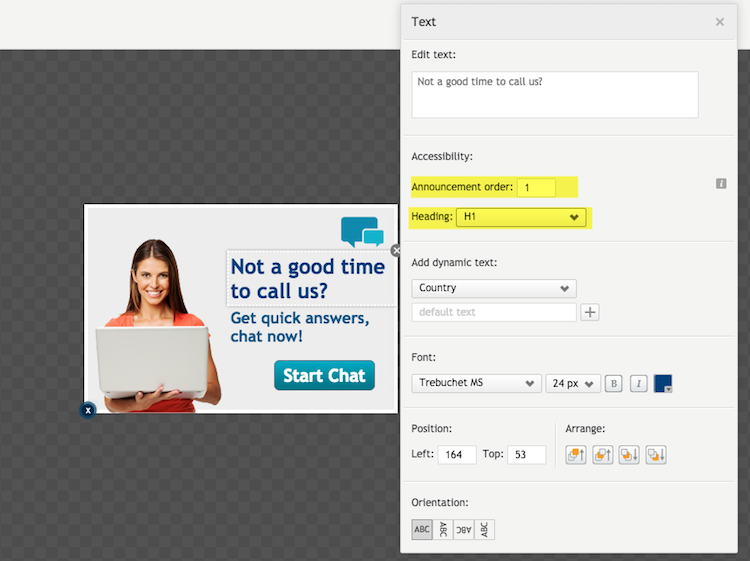 Not a good time
to call us?
Get quick answers,
chat now!
Start Chat
x
Text
Edit text:
Not a good time to call us?
Accessibility:
Announcement order: 1
i
Heading: H1
Add dynamic text:
Country
default text
Font:
Trebuchet MS 24 px B I
Position: Arrange:
Left: 164 Top: 53
Orientation:
ABC ABC ABC ABC